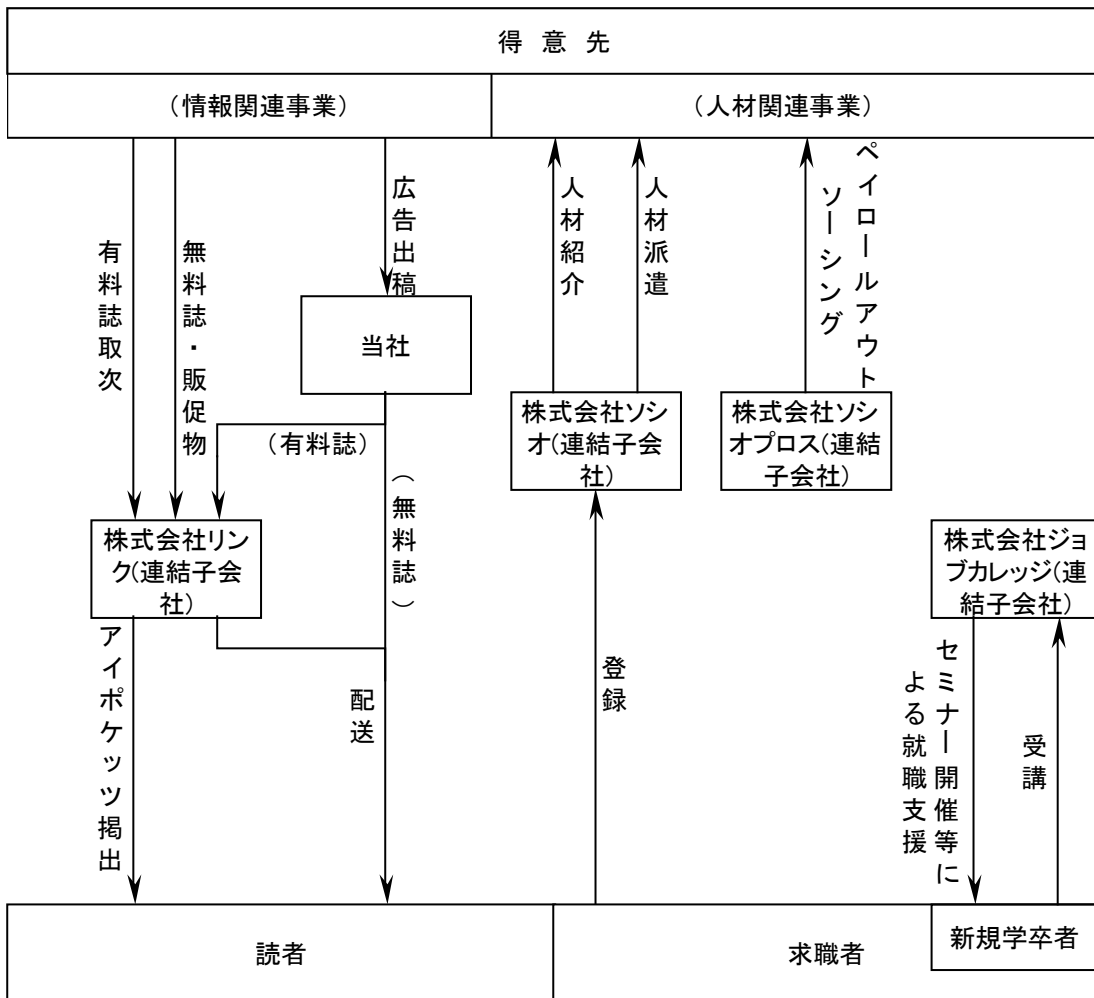 得意先
(情報関連事業)
(人材関連事業)
有料誌取次
無料誌・販促物
広告出稿
人材紹介
人材派遣
ペイロールアウト
ソーシング
当社
(有料誌)
(無料誌)
株式会社ソシ
オ(連結子会
社)
株式会社ソシ
オプロス(連結
子会社)
株式会社リン
ク(連結子会
社)
株式会社ジョ
ブカレッジ(連
結子会社)
アイポケッツ掲出
配送
登録
セミナー開催等に
よる就職支援
受講
読者
求職者
新規学卒者